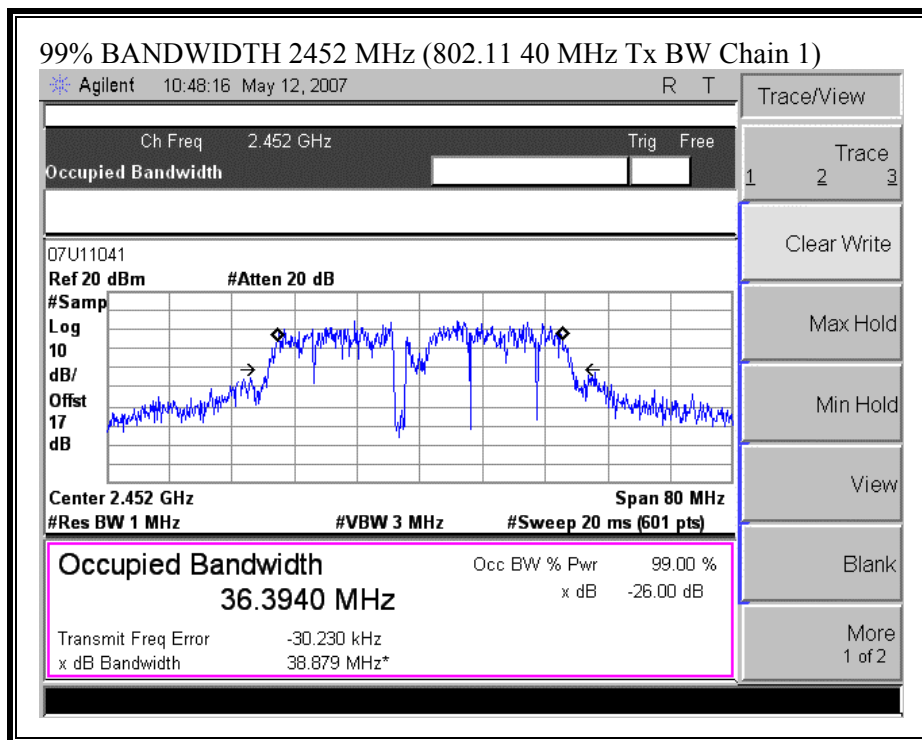 99% BANDWIDTH 2452 MHz (802.11 40 MHz Tx BW Chain 1)
Agilent 10:48:16 May 12, 2007 R T
Trace/View
Ch Freq 2.452 GHz Trig Free
Occupied Bandwidth
Trace
1 2 3
Clear Write
07U11041
Ref 20 dBm #Atten 20 dB
#Samp
Log
10
dB/
Offst
17
dB
Max Hold
Min Hold
View
Center 2.452 GHz Span 80 MHz
#Res BW 1 MHz #VBW 3 MHz #Sweep 20 ms (601 pts)
Occupied Bandwidth Occ BW % Pwr 99.00 %
36.3940 MHz x dB -26.00 dB
Blank
Transmit Freq Error -30.230 kHz
x dB Bandwidth 38.879 MHz*
More
1 of 2